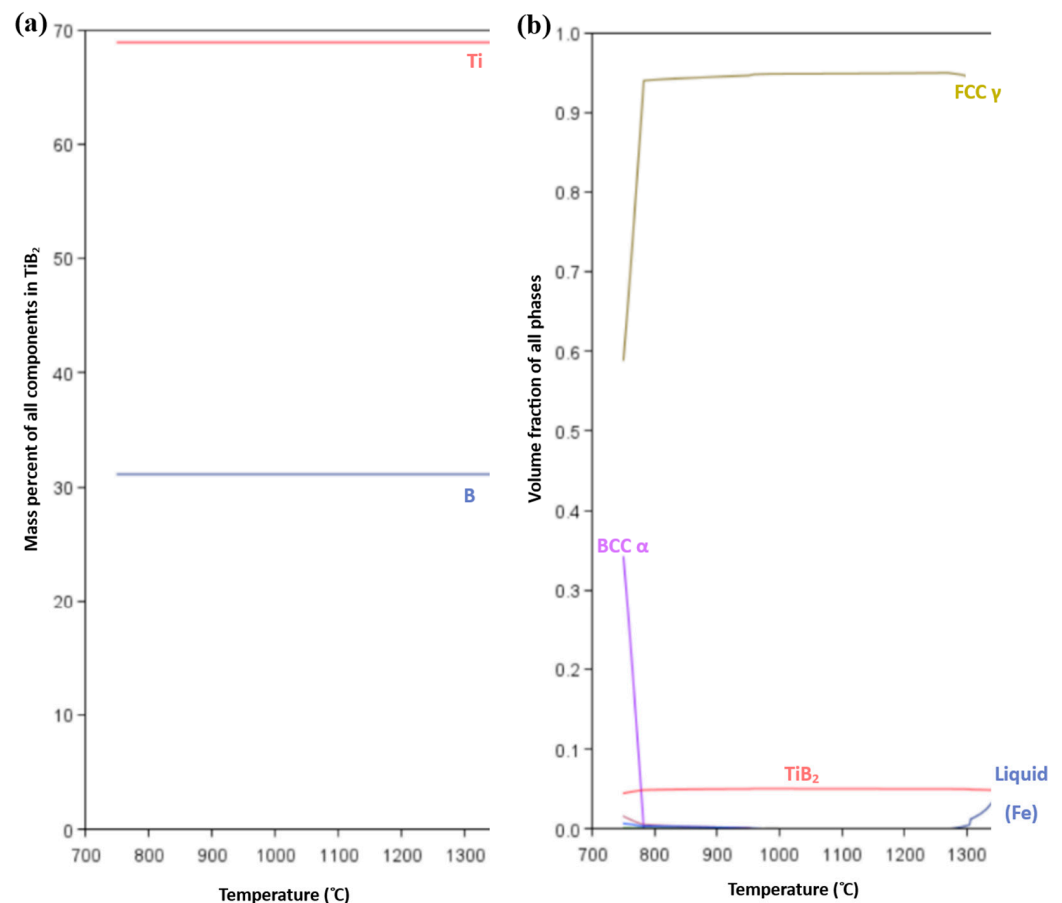 (a)
70
60
50
40
30
20
10
0
Mass percent of all components in TiB₂
Ti
B
700 800 900 1000 1100 1200 1300
Temperature (℃)
(b)
1.0
0.9
0.8
0.7
0.6
0.5
0.4
0.3
0.2
0.1
0.0
Volume fraction of all phases
FCC γ
BCC α
TiB₂
Liquid
(Fe)
700 800 900 1000 1100 1200 1300
Temperature (℃)